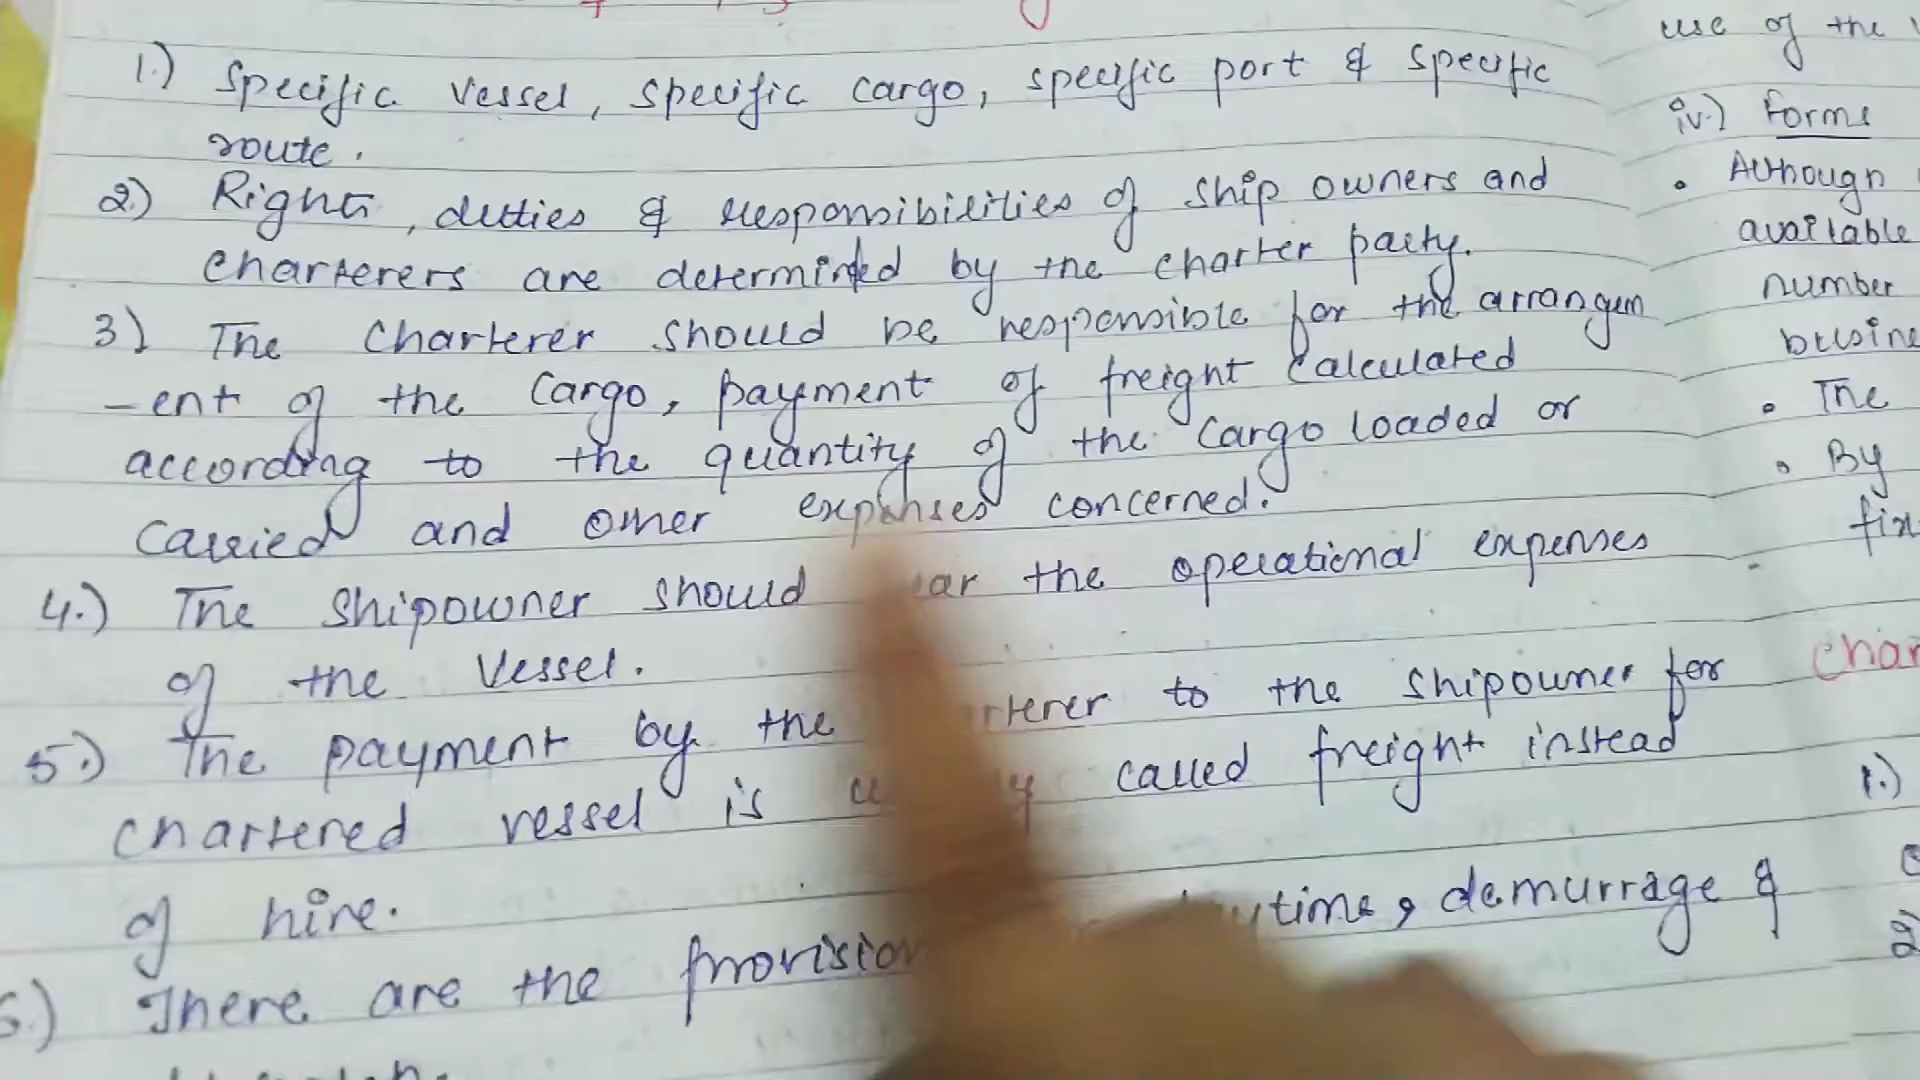 1.) Specific vessel, specific cargo, specific port & specific
route.
2) Rights, duties & responsibilities of ship owners and
charterers are determined by the charter party.
3) The Charterer should be responsible for the arrangem
-ent of the Cargo, payment of freight calculated
according to the quantity of the cargo loaded or
carried and other expenses concerned.
4.) The Shipowner should the operational expenses
of the Vessel.
5.) The payment by the to the shipowner for
chartered vessel is called freight instead
of hire.
There are the demurrage &
use of the
iv.) Forms
• Although
available
number
• The
• By
1.)
2)